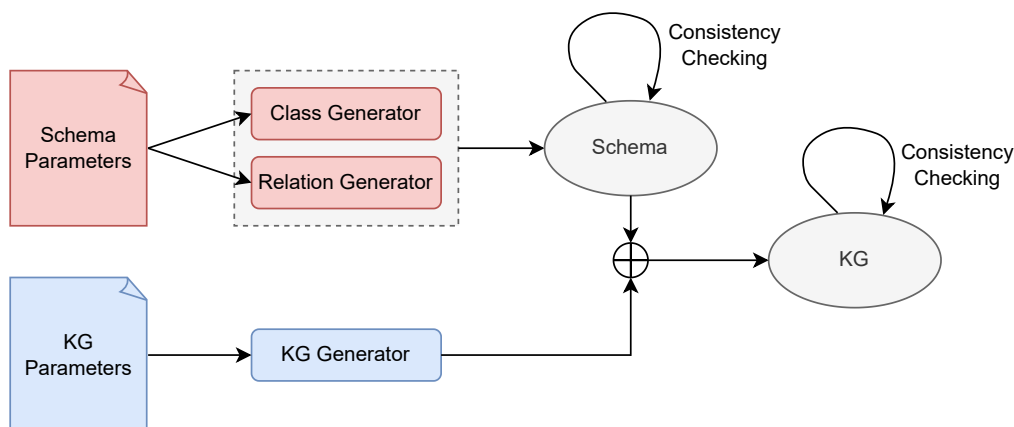 Consistency
Checking
Schema
Parameters
Class Generator
Relation Generator
Schema
Consistency
Checking
KG
KG
Parameters
KG Generator